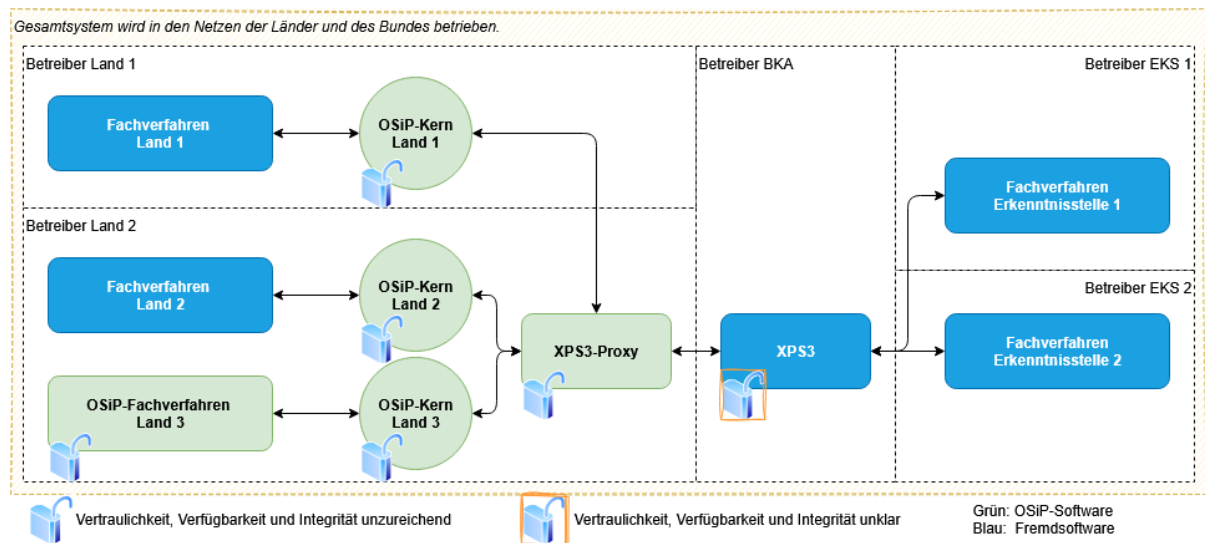 Gesamtsystem wird in den Netzen der Länder und des Bundes betrieben.
Betreiber Land 1
Betreiber BKA
Betreiber EKS 1
Fachverfahren
Land 1
OSiP-Kern
Land 1
Fachverfahren
Erkenntnisstelle 1
Betreiber Land 2
Betreiber EKS 2
Fachverfahren
Land 2
OSiP-Kern
Land 2
XPS3-Proxy
XPS3
Fachverfahren
Erkenntnisstelle 2
OSiP-Fachverfahren
Land 3
OSiP-Kern
Land 3
Vertraulichkeit, Verfügbarkeit und Integrität unzureichend
Vertraulichkeit, Verfügbarkeit und Integrität unklar
Grün: OSiP-Software
Blau: Fremdsoftware